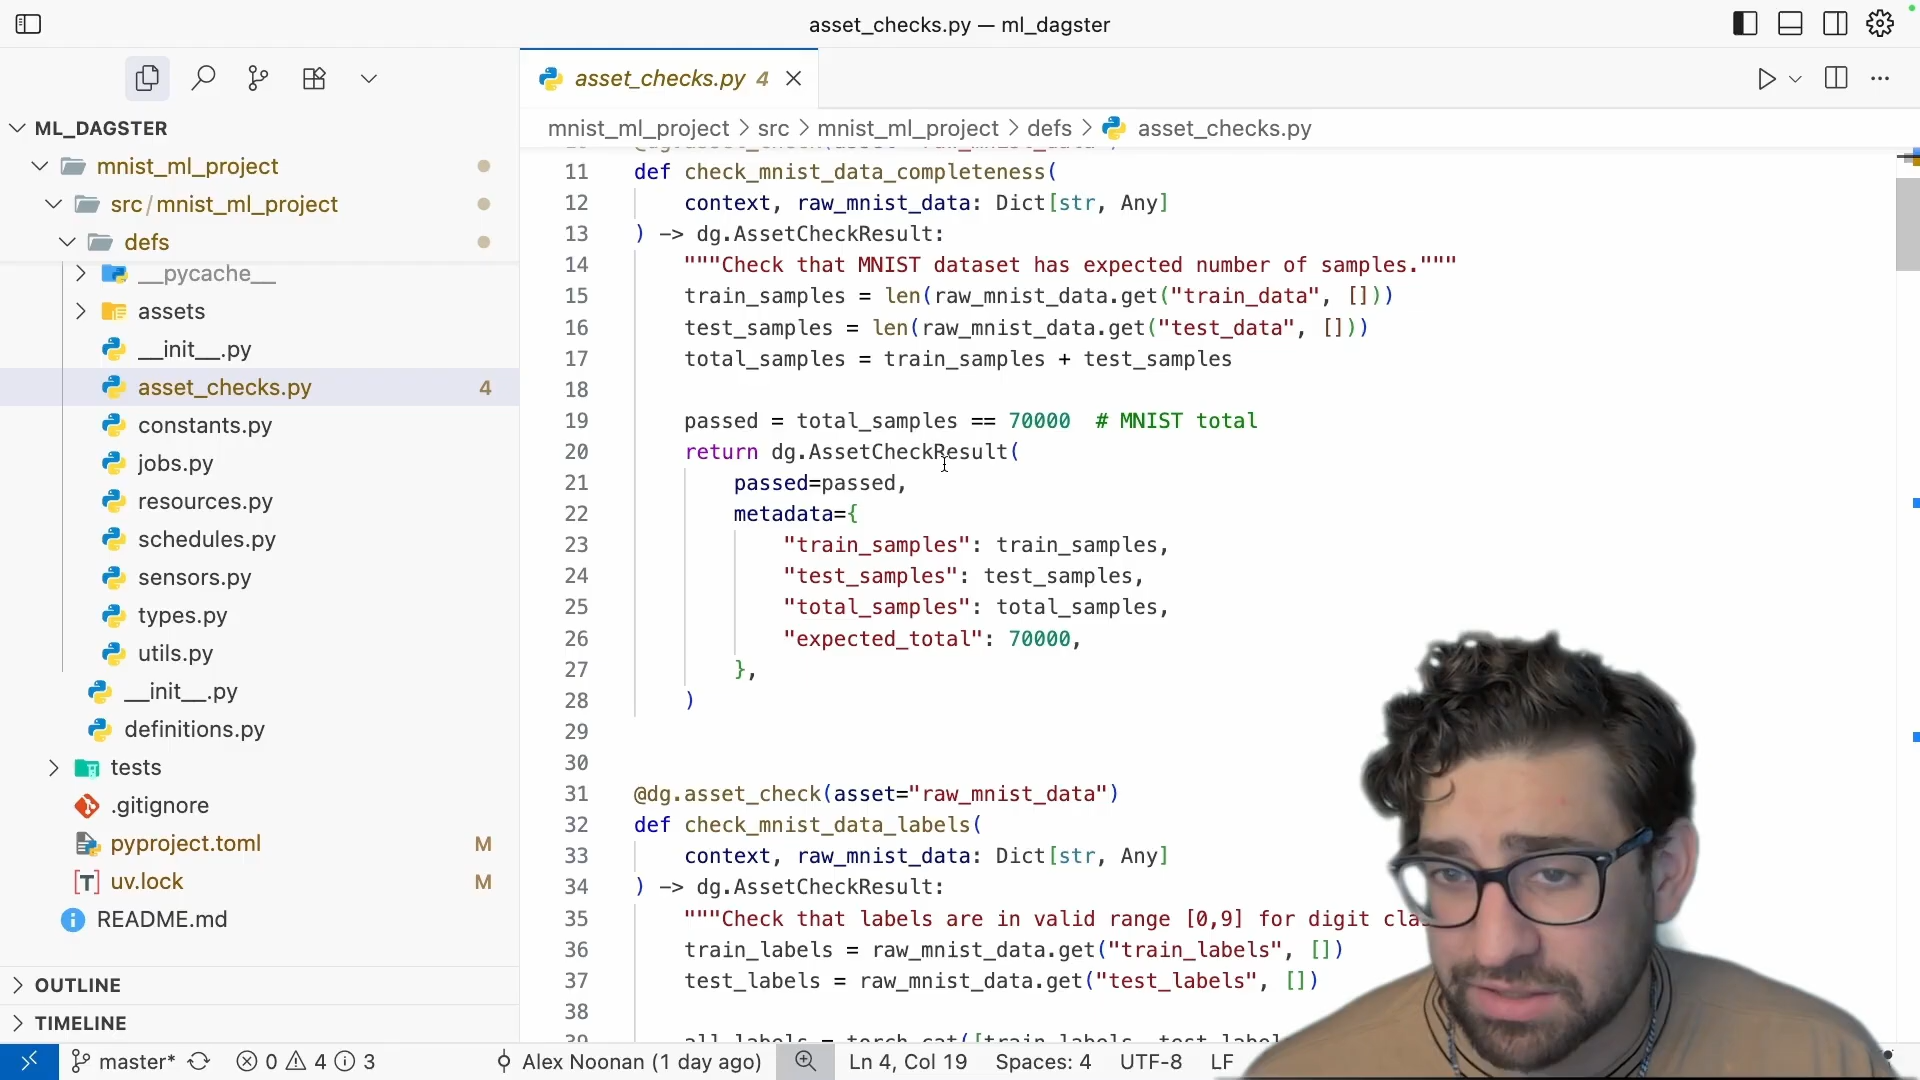 asset_checks.py — ml_dagster
asset_checks.py 4
mnist_ml_project > src > mnist_ml_project > defs > asset_checks.py
ML_DAGSTER
mnist_ml_project
src/mnist_ml_project
defs
__pycache__
assets
__init__.py
asset_checks.py 4
constants.py
jobs.py
resources.py
schedules.py
sensors.py
types.py
utils.py
__init__.py
definitions.py
tests
.gitignore
pyproject.toml M
uv.lock M
README.md
OUTLINE
TIMELINE
11 def check_mnist_data_completeness(
12 context, raw_mnist_data: Dict[str, Any]
13 ) -> dg.AssetCheckResult:
14 """Check that MNIST dataset has expected number of samples."""
15 train_samples = len(raw_mnist_data.get("train_data", []))
16 test_samples = len(raw_mnist_data.get("test_data", []))
17 total_samples = train_samples + test_samples
18
19 passed = total_samples == 70000 # MNIST total
20 return dg.AssetCheckResult(
21 passed=passed,
22 metadata={
23 "train_samples": train_samples,
24 "test_samples": test_samples,
25 "total_samples": total_samples,
26 "expected_total": 70000,
27 },
28 )
29
30
31 @dg.asset_check(asset="raw_mnist_data")
32 def check_mnist_data_labels(
33 context, raw_mnist_data: Dict[str, Any]
34 ) -> dg.AssetCheckResult:
35 """Check that labels are in valid range [0,9] for digit
36 train_labels = raw_mnist_data.get("train_labels", [])
37 test_labels = raw_mnist_data.get("test_labels", [])
38
master* 0 4 3 Alex Noonan (1 day ago) Ln 4, Col 19 Spaces: 4 UTF-8 LF